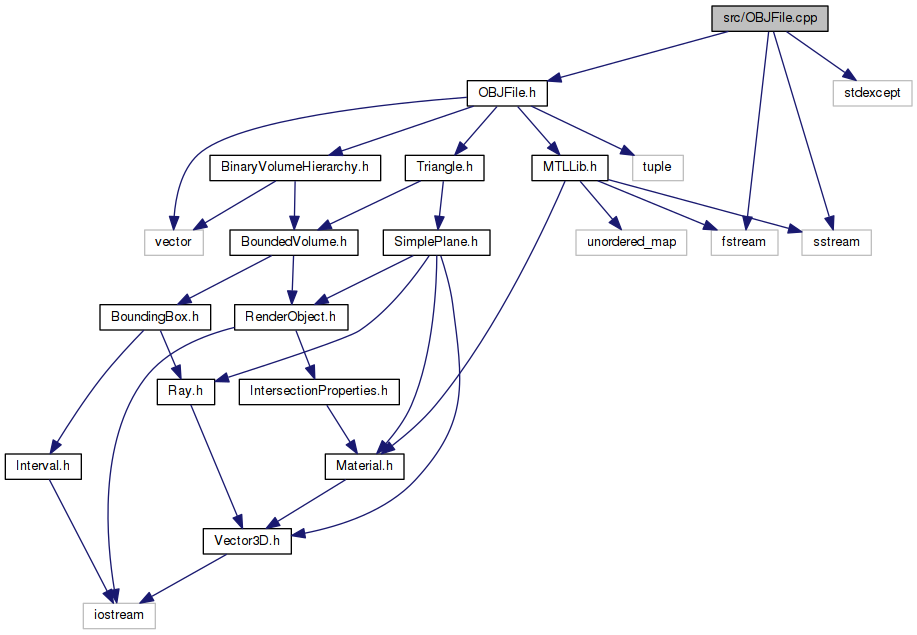 src/OBJFile.cpp
OBJFile.h
stdexcept
BinaryVolumeHierarchy.h
Triangle.h
MTLLib.h
tuple
vector
BoundedVolume.h
SimplePlane.h
unordered_map
fstream
sstream
BoundingBox.h
RenderObject.h
Ray.h
IntersectionProperties.h
Interval.h
Material.h
Vector3D.h
iostream